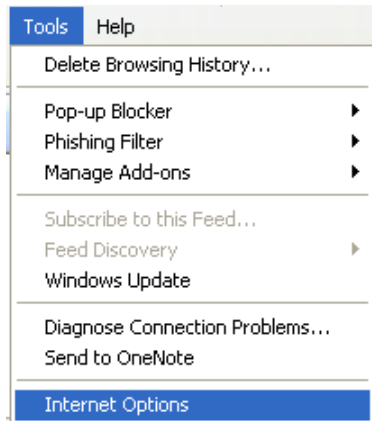 Tools Help
Delete Browsing History...
Pop-up Blocker
Phishing Filter
Manage Add-ons
Subscribe to this Feed...
Feed Discovery
Windows Update
Diagnose Connection Problems...
Send to OneNote
Internet Options